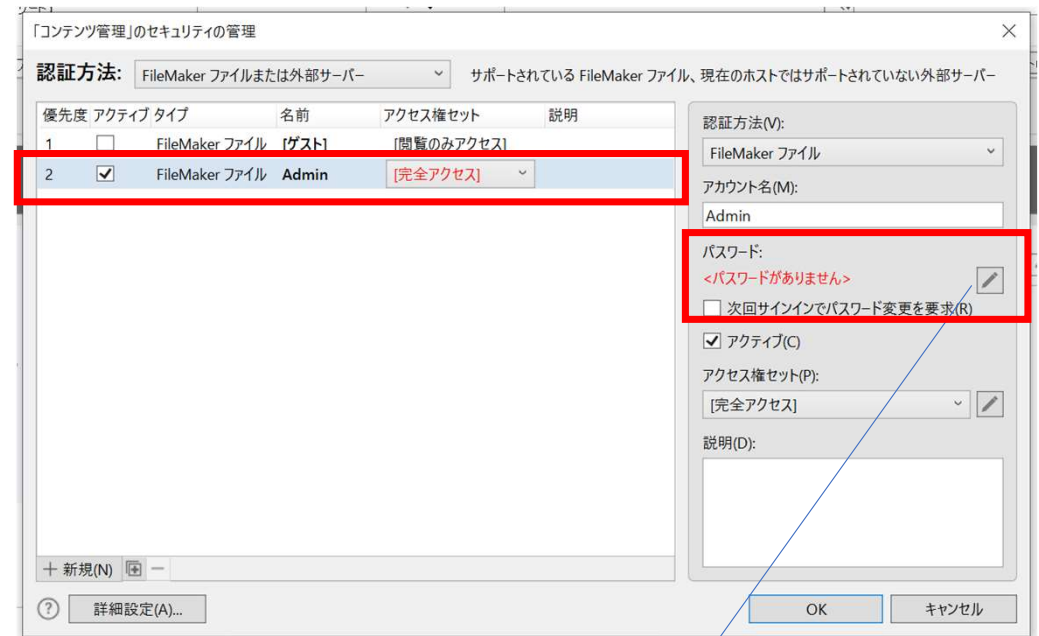 「コンテンツ管理」のセキュリティの管理
認証方法: FileMaker ファイルまたは外部サーバー サポートされている FileMaker ファイル、現在のホストではサポートされていない外部サーバー
優先度 アクティブ タイプ 名前 アクセス権セット 説明
1 FileMaker ファイル [ゲスト] [閲覧のみアクセス]
2 FileMaker ファイル Admin [完全アクセス]
認証方法(V):
FileMaker ファイル
アカウント名(M):
Admin
パスワード:
<パスワードがありません>
次回サインインでパスワード変更を要求(R)
アクティブ(C)
アクセス権セット(P):
[完全アクセス]
説明(D):
新規(N)
詳細設定(A)...
OK
キャンセル